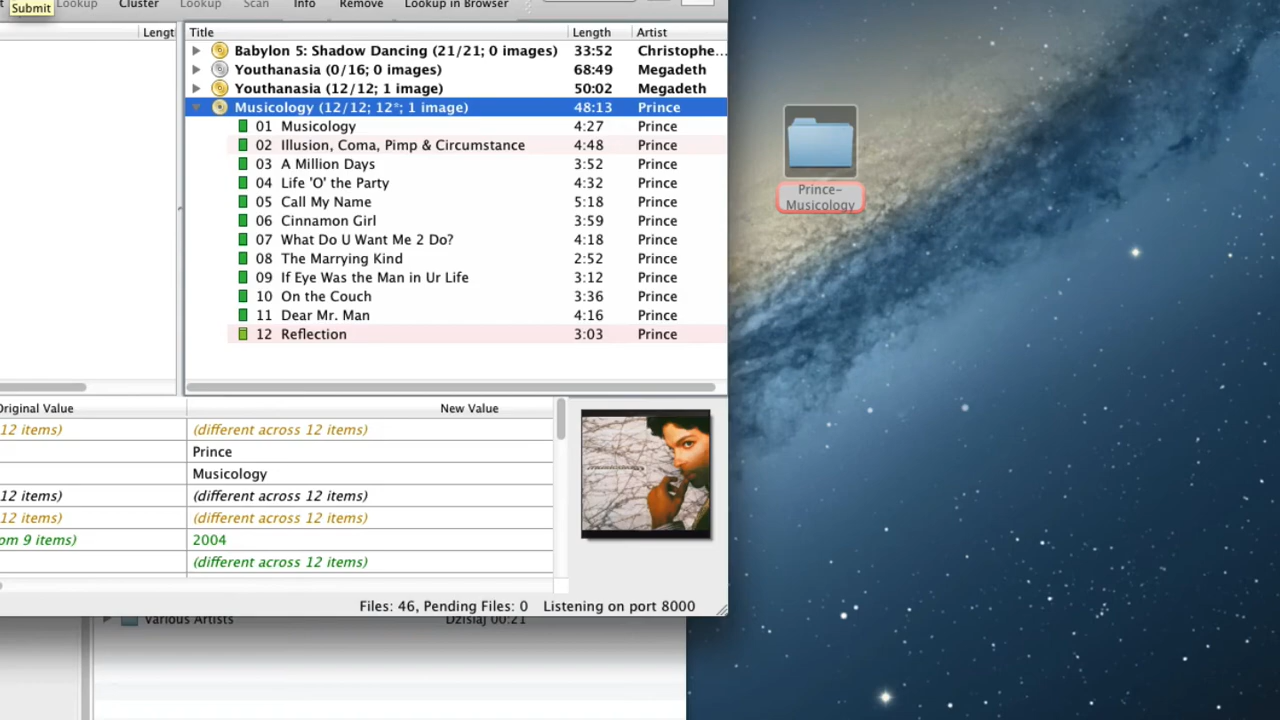 Submit
Lookup Cluster Lookup Scan Info Remove Lookup in Browser
Lengt Title Length Artist
Babylon 5: Shadow Dancing (21/21; 0 images) 33:52 Christophe...
Youthanasia (0/16; 0 images) 68:49 Megadeth
Youthanasia (12/12; 1 image) 50:02 Megadeth
Musicology (12/12; 12*; 1 image) 48:13 Prince
01 Musicology 4:27 Prince
02 Illusion, Coma, Pimp & Circumstance 4:48 Prince
03 A Million Days 3:52 Prince
04 Life 'O' the Party 4:32 Prince
05 Call My Name 5:18 Prince
06 Cinnamon Girl 3:59 Prince
07 What Do U Want Me 2 Do? 4:18 Prince
08 The Marrying Kind 2:52 Prince
09 If Eye Was the Man in Ur Life 3:12 Prince
10 On the Couch 3:36 Prince
11 Dear Mr. Man 4:16 Prince
12 Reflection 3:03 Prince
Prince-
Musicology
Original Value New Value
12 items) (different across 12 items)
Prince
Musicology
12 items) (different across 12 items)
12 items) (different across 12 items)
om 9 items) 2004
(different across 12 items)
Files: 46, Pending Files: 0 Listening on port 8000
Various Artists Dzisiaj 00:21